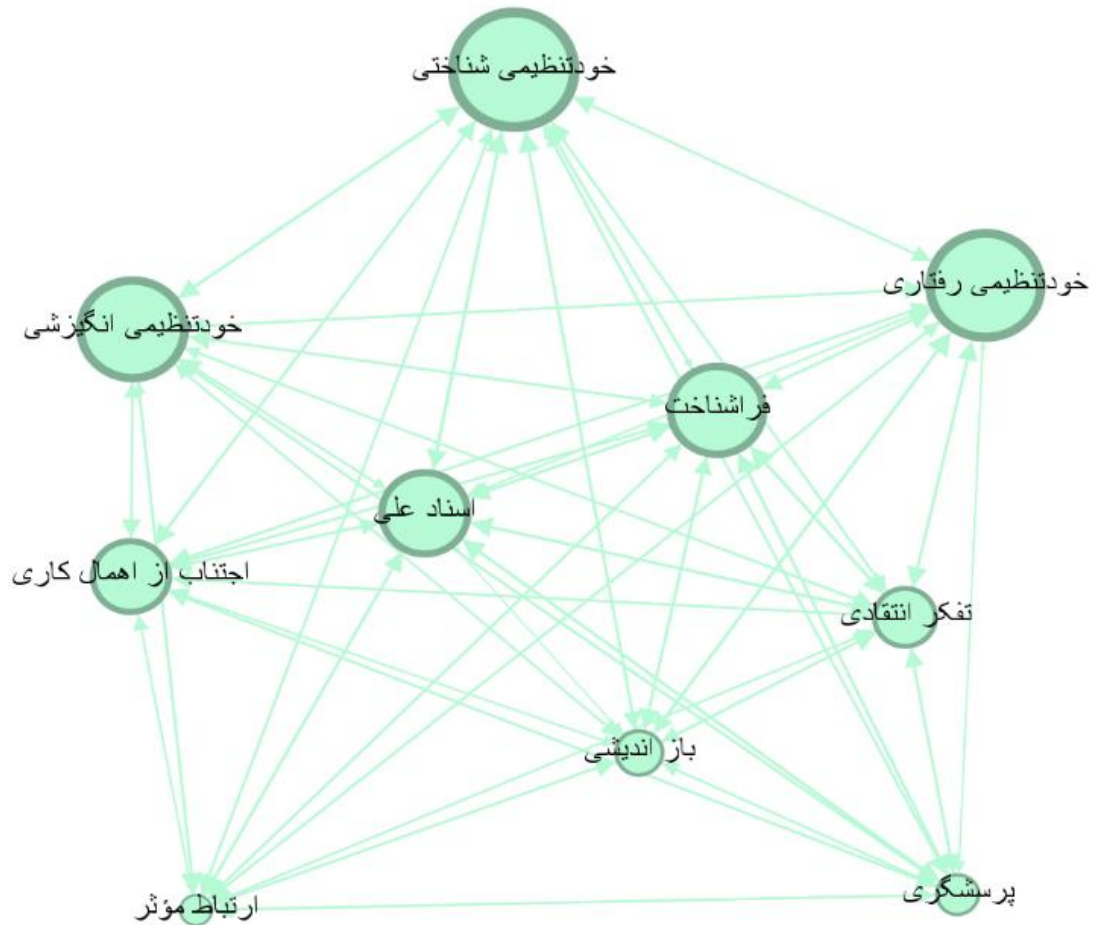 خودتنظیمی شناختی
خودتنظیمی رفتاری
خودتنظیمی انگیزشی
فراشناخت
اسناد علی
اجتناب از اهمال کاری
تفکر انتقادی
باز اندیشی
پرسشگری
ارتباط مؤثر